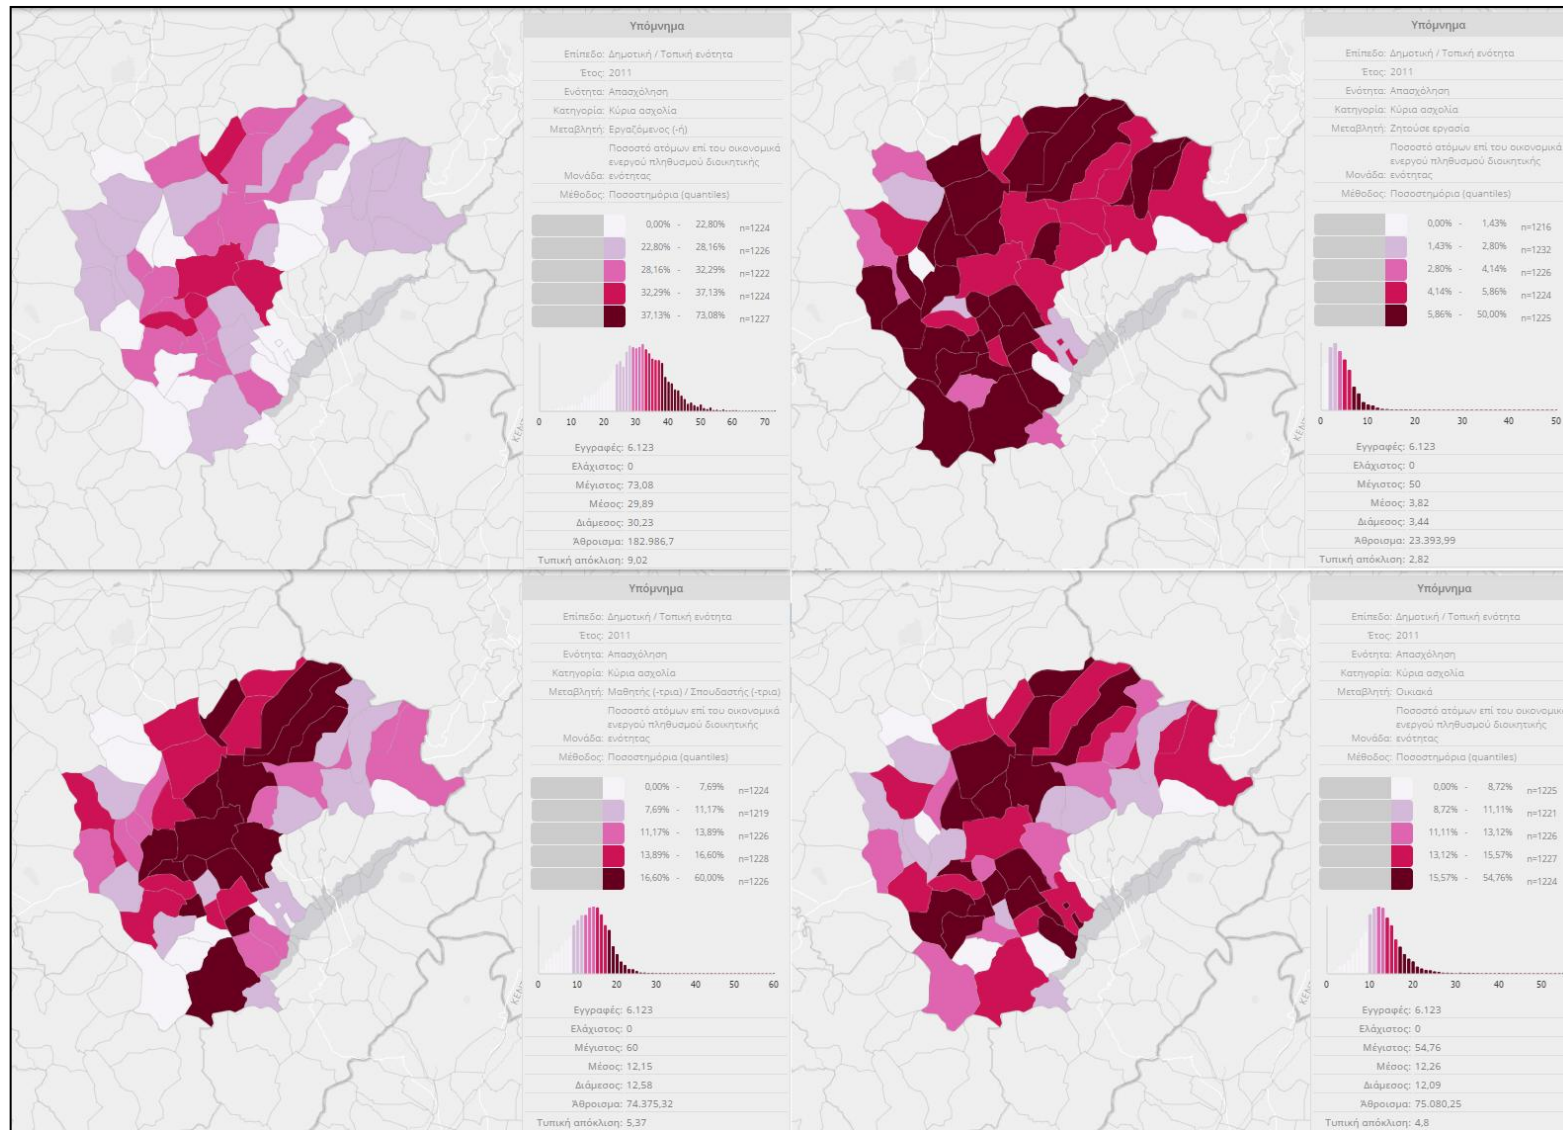 Υπόμνημα
Επίπεδο: Δημοτική / Τοπική ενότητα
Έτος: 2011
Ενότητα: Απασχόληση
Κατηγορία: Κύρια ασχολία
Μεταβλητή: Εργαζόμενος (-ή)
Ποσοστό ατόμων επί του οικονομικά
ενεργού πληθυσμού διοικητικής
Μονάδα: ενότητας
Μέθοδος: Ποσοστημόρια (quantiles)
0,00% - 22,80% n=1224
22,80% - 28,16% n=1226
28,16% - 32,29% n=1222
32,29% - 37,13% n=1224
37,13% - 73,08% n=1227
0 10 20 30 40 50 60 70
Εγγραφές: 6.123
Ελάχιστος: 0
Μέγιστος: 73,08
Μέσος: 29,89
Διάμεσος: 30,23
Άθροισμα: 182.986,7
Τυπική απόκλιση: 9,02
Υπόμνημα
Επίπεδο: Δημοτική / Τοπική ενότητα
Έτος: 2011
Ενότητα: Απασχόληση
Κατηγορία: Κύρια ασχολία
Μεταβλητή: Ζητούσε εργασία
Ποσοστό ατόμων επί του οικονομικά
ενεργού πληθυσμού διοικητικής
Μονάδα: ενότητας
Μέθοδος: Ποσοστημόρια (quantiles)
0,00% - 1,43% n=1216
1,43% - 2,80% n=1232
2,80% - 4,14% n=1226
4,14% - 5,86% n=1224
5,86% - 50,00% n=1225
0 10 20 30 40 50
Εγγραφές: 6.123
Ελάχιστος: 0
Μέγιστος: 50
Μέσος: 3,82
Διάμεσος: 3,44
Άθροισμα: 23.393,99
Τυπική απόκλιση: 2,82
Υπόμνημα
Επίπεδο: Δημοτική / Τοπική ενότητα
Έτος: 2011
Ενότητα: Απασχόληση
Κατηγορία: Κύρια ασχολία
Μεταβλητή: Μαθητής (-τρια) / Σπουδαστής (-τρια)
Ποσοστό ατόμων επί του οικονομικά
ενεργού πληθυσμού διοικητικής
Μονάδα: ενότητας
Μέθοδος: Ποσοστημόρια (quantiles)
0,00% - 7,69% n=1224
7,69% - 11,17% n=1219
11,17% - 13,89% n=1226
13,89% - 16,60% n=1228
16,60% - 60,00% n=1226
0 10 20 30 40 50 60
Εγγραφές: 6.123
Ελάχιστος: 0
Μέγιστος: 60
Μέσος: 12,15
Διάμεσος: 12,58
Άθροισμα: 74.375,32
Τυπική απόκλιση: 5,37
Υπόμνημα
Επίπεδο: Δημοτική / Τοπική ενότητα
Έτος: 2011
Ενότητα: Απασχόληση
Κατηγορία: Κύρια ασχολία
Μεταβλητή: Οικιακά
Ποσοστό ατόμων επί του οικονομικά
ενεργού πληθυσμού διοικητικής
Μονάδα: ενότητας
Μέθοδος: Ποσοστημόρια (quantiles)
0,00% - 8,72% n=1225
8,72% - 11,11% n=1221
11,11% - 13,12% n=1226
13,12% - 15,57% n=1227
15,57% - 54,76% n=1224
0 10 20 30 40 50
Εγγραφές: 6.123
Ελάχιστος: 0
Μέγιστος: 54,76
Μέσος: 12,26
Διάμεσος: 12,09
Άθροισμα: 75.080,25
Τυπική απόκλιση: 4,8